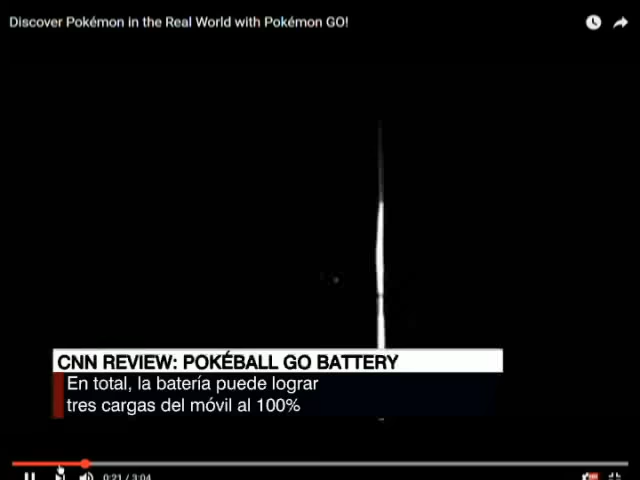 Discover Pokémon in the Real World with Pokémon GO!
CNN REVIEW: POKÉBALL GO BATTERY
En total, la batería puede lograr
tres cargas del móvil al 100%
0:21 / 3:04